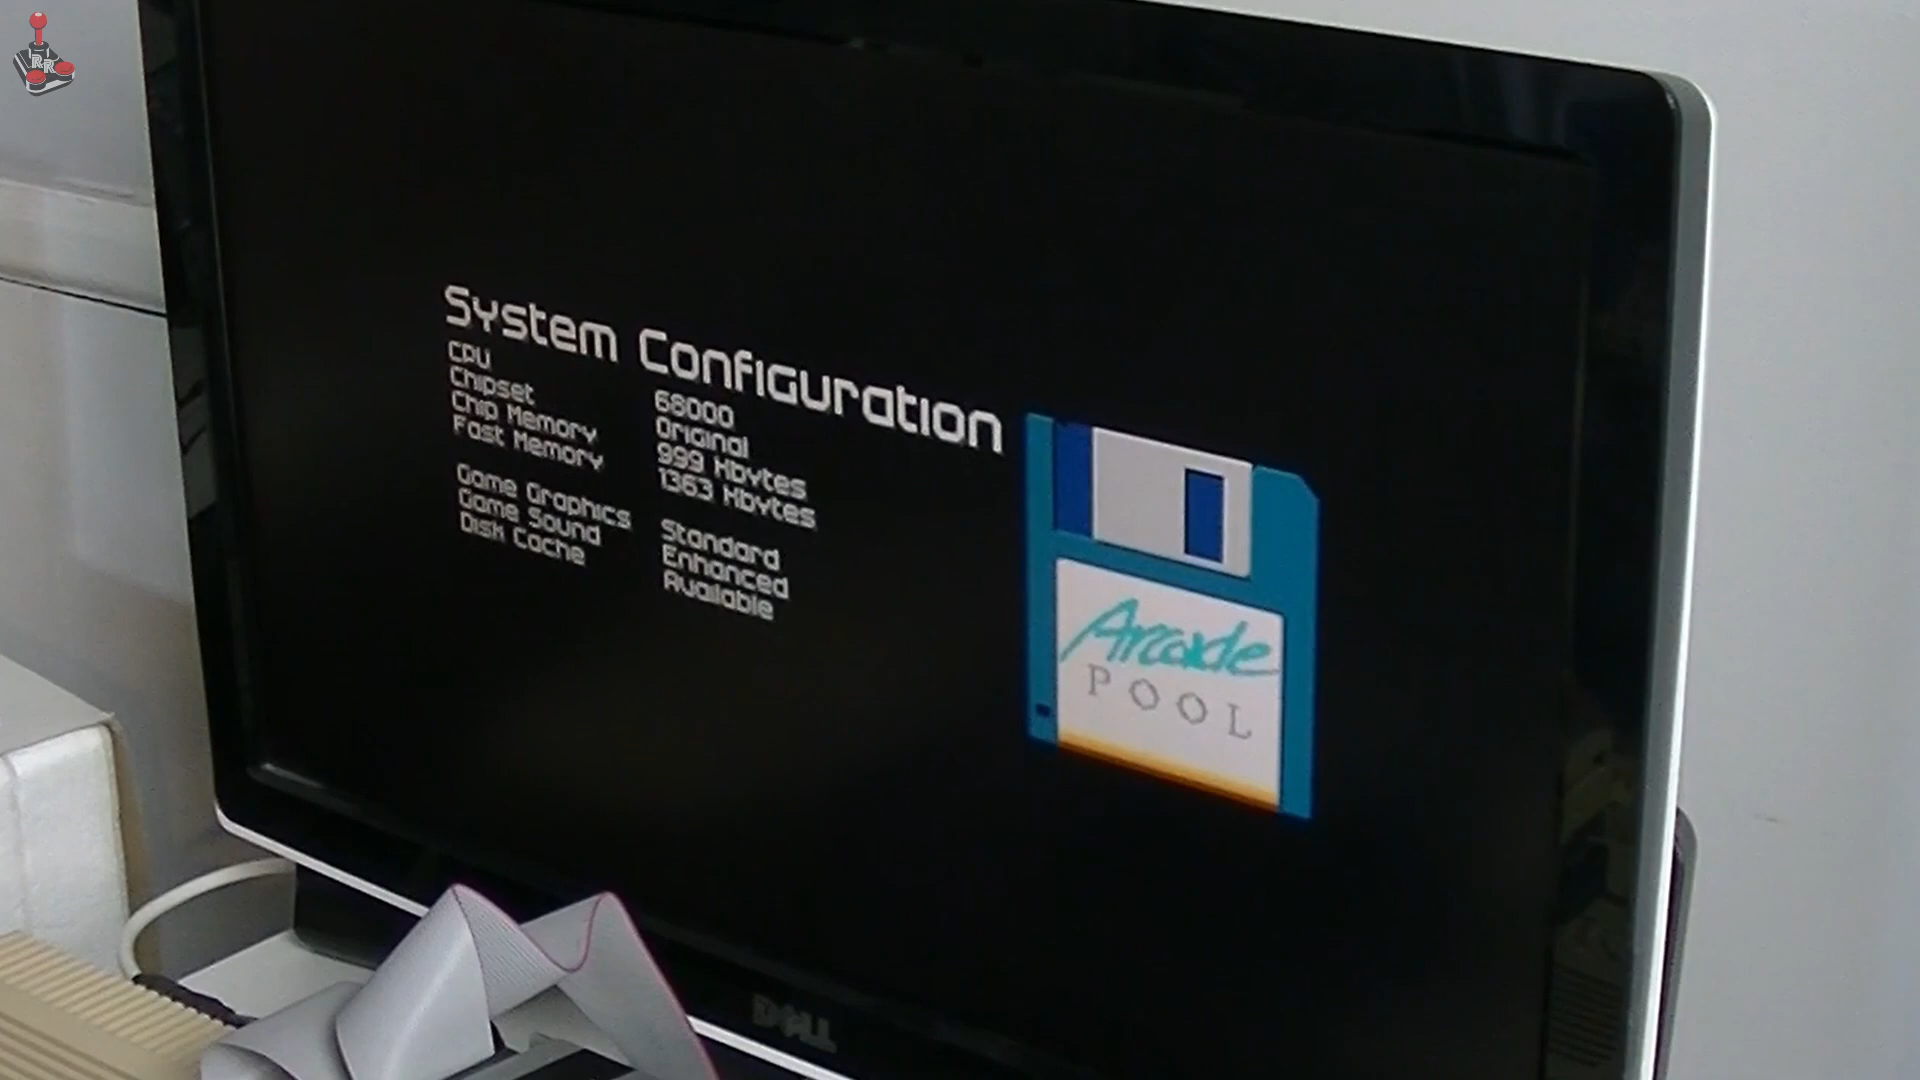 RR
System Configuration
CPU 68000
Chipset Original
Chip Memory 999 Kbytes
Fast Memory 1363 Kbytes
Game Graphics Standard
Game Sound Enhanced
Disk Cache Available
Arcade
POOL
DELL